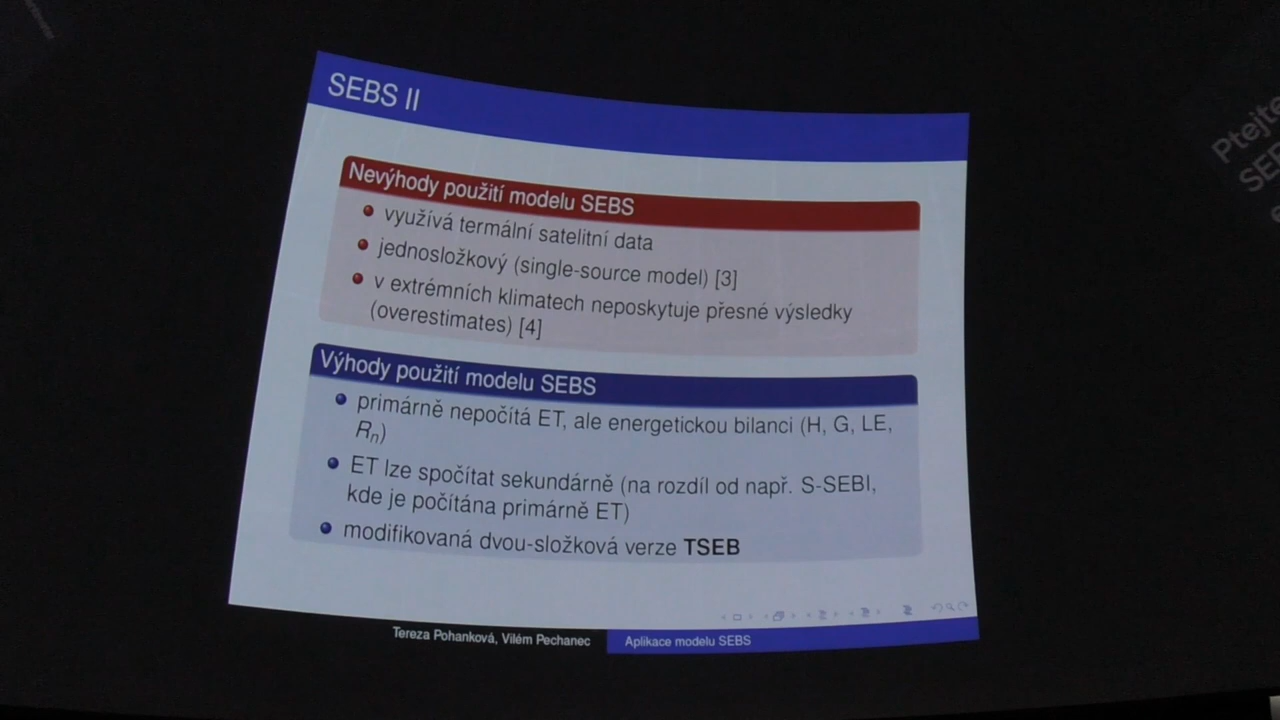 SEBS II
Nevýhody použití modelu SEBS
využívá termální satelitní data
jednosložkový (single-source model) [3]
v extrémních klimatech neposkytuje přesné výsledky
(overestimates) [4]
Výhody použití modelu SEBS
primárně nepočítá ET, ale energetickou bilanci (H, G, LE,
Rn)
ET lze spočítat sekundárně (na rozdíl od např. S-SEBI,
kde je počítána primárně ET)
modifikovaná dvou-složková verze TSEB
Tereza Pohanková, Vilém Pechanec
Aplikace modelu SEBS